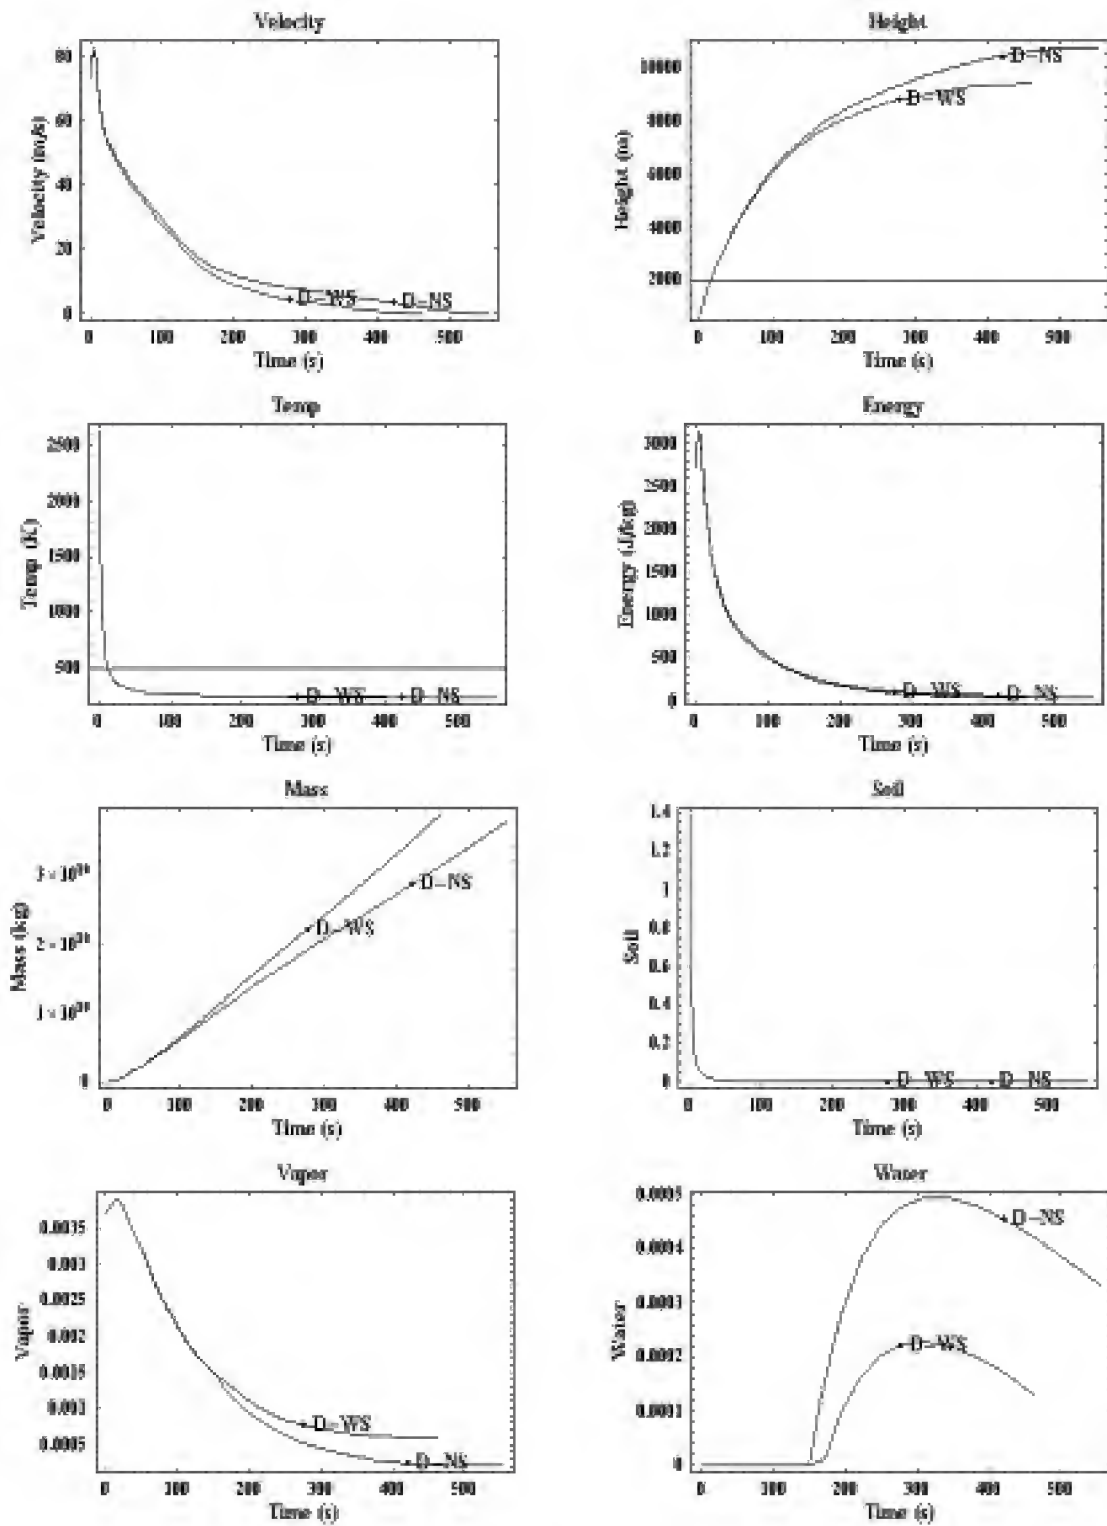 Velocity
80
60
40
20
0
Velocity (m/s)
D-WS
D-NS
0 100 200 300 400 500
Time (s)
Height
10000
8000
6000
4000
2000
Height (m)
D-NS
D-WS
0 100 200 300 400 500
Time (s)
Temp
2500
2000
1500
1000
500
Temp (K)
D-WS
D-NS
0 100 200 300 400 500
Time (s)
Energy
3000
2500
2000
1500
1000
500
0
Energy (J/kg)
D-WS
D-NS
0 100 200 300 400 500
Time (s)
Mass
Mass (kg)
0
D-NS
D-WS
0 100 200 300 400 500
Time (s)
Soil
1.4
1.2
1
0.8
0.6
0.4
0.2
0
Soil
D-WS
D-NS
0 100 200 300 400 500
Time (s)
Vapor
0.0035
0.003
0.0025
0.002
0.0015
0.001
0.0005
Vapor
D-WS
D-NS
0 100 200 300 400 500
Time (s)
Water
0.0005
0.0004
0.0003
0.0002
0.0001
0
Water
D-NS
D-WS
0 100 200 300 400 500
Time (s)